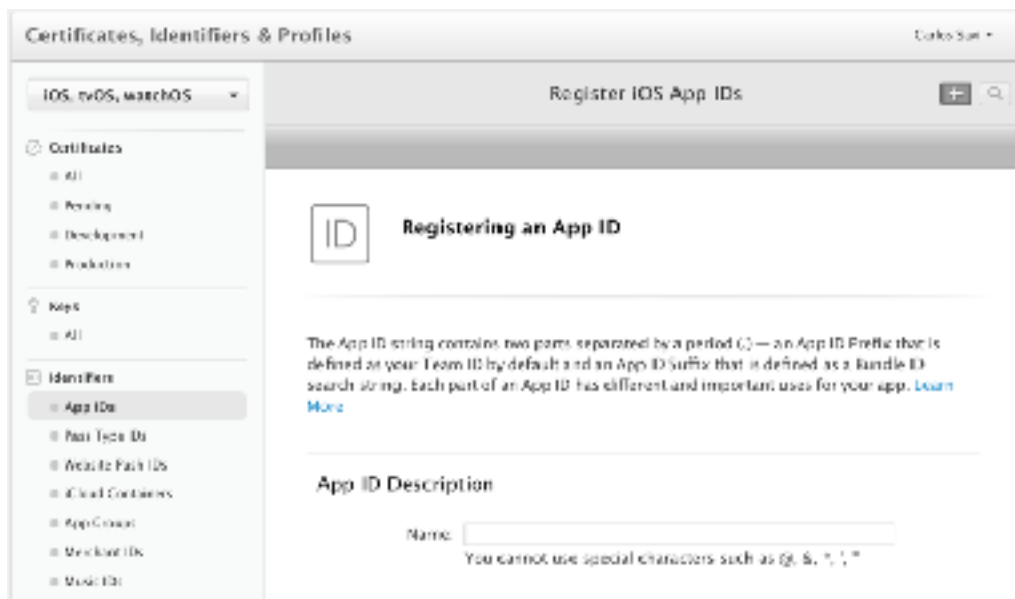 Certificates, Identifiers & Profiles
Carlos
iOS, tvOS, watchOS
Register iOS App IDs
Certificates
All
Pending
Development
Production
Keys
All
Identifiers
App IDs
Pass Type IDs
Website Push IDs
iCloud Containers
App Groups
Merchant IDs
Music IDs
ID
Registering an App ID
The App ID string contains two parts separated by a period (.) — an App ID Prefix that is
defined as your Team ID by default and an App ID Suffix that is defined as a Bundle ID
search string. Each part of an App ID has different and important uses for your app. Learn
More
App ID Description
Name:
You cannot use special characters such as @, &, *, ', "